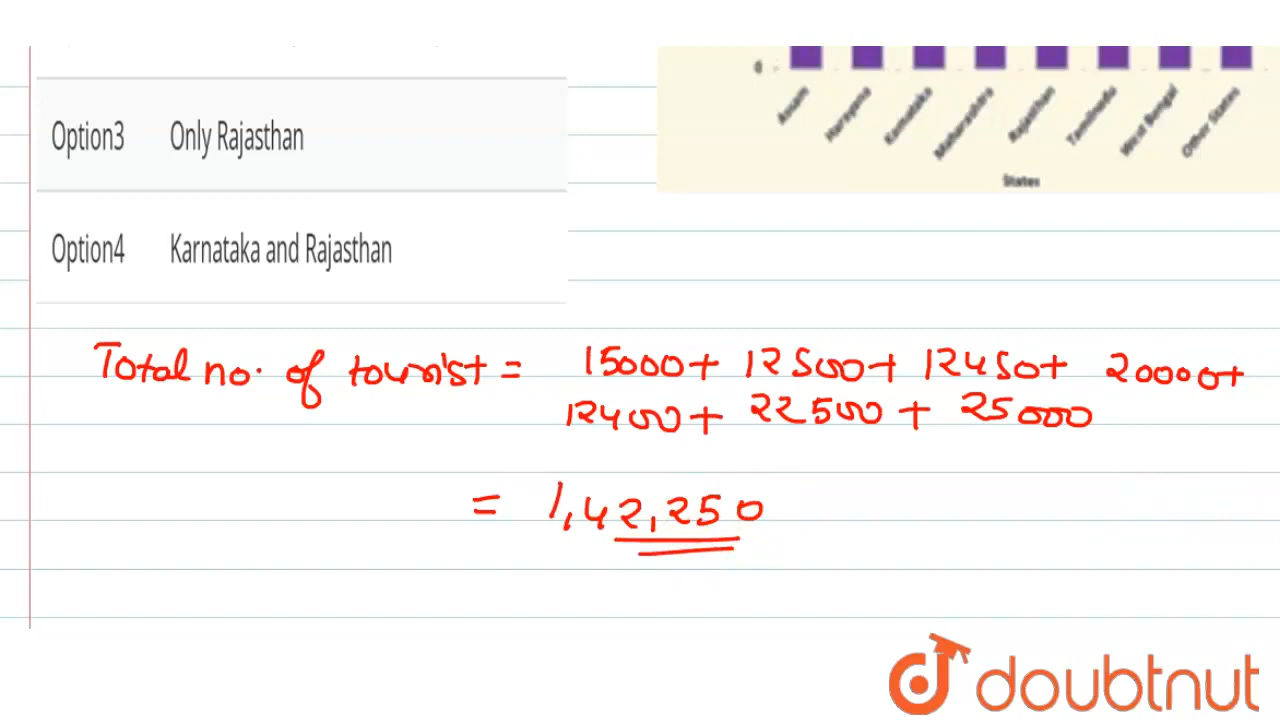 0
Assam
Harayana
Karnataka
Maharashtra
Rajasthan
Tamilnadu
West Bengal
Other States
States
Option3 Only Rajasthan
Option4 Karnataka and Rajasthan
Total no. of tourist = 15000+ 12500+ 12450+ 20000+
12400+ 22500+ 25000
= 1,42,250
doubtnut